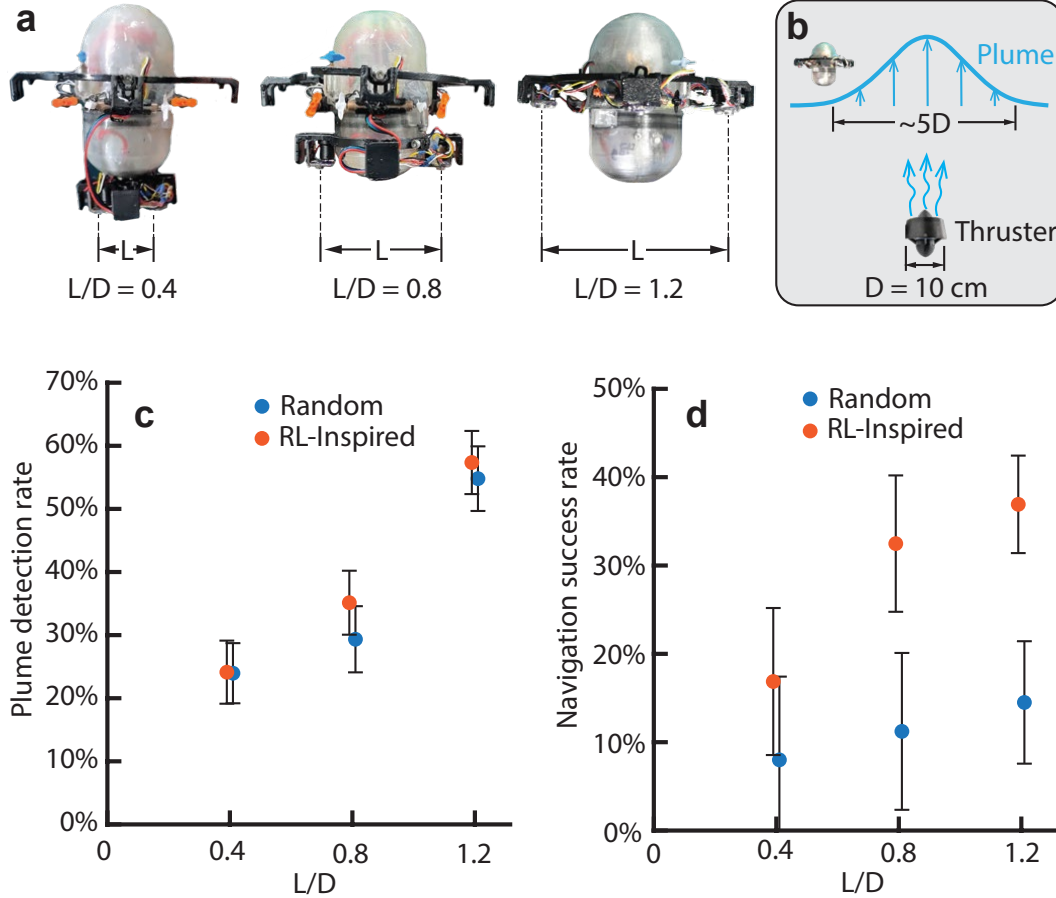 a
L
L
L
L/D = 0.4
L/D = 0.8
L/D = 1.2
b
Plume
~5D
Thruster
D = 10 cm
c
Random
RL-Inspired
Plume detection rate
70%
60%
50%
40%
30%
20%
10%
0%
0
0.4
0.8
1.2
L/D
d
Random
RL-Inspired
Navigation success rate
50%
40%
30%
20%
10%
0%
0
0.4
0.8
1.2
L/D